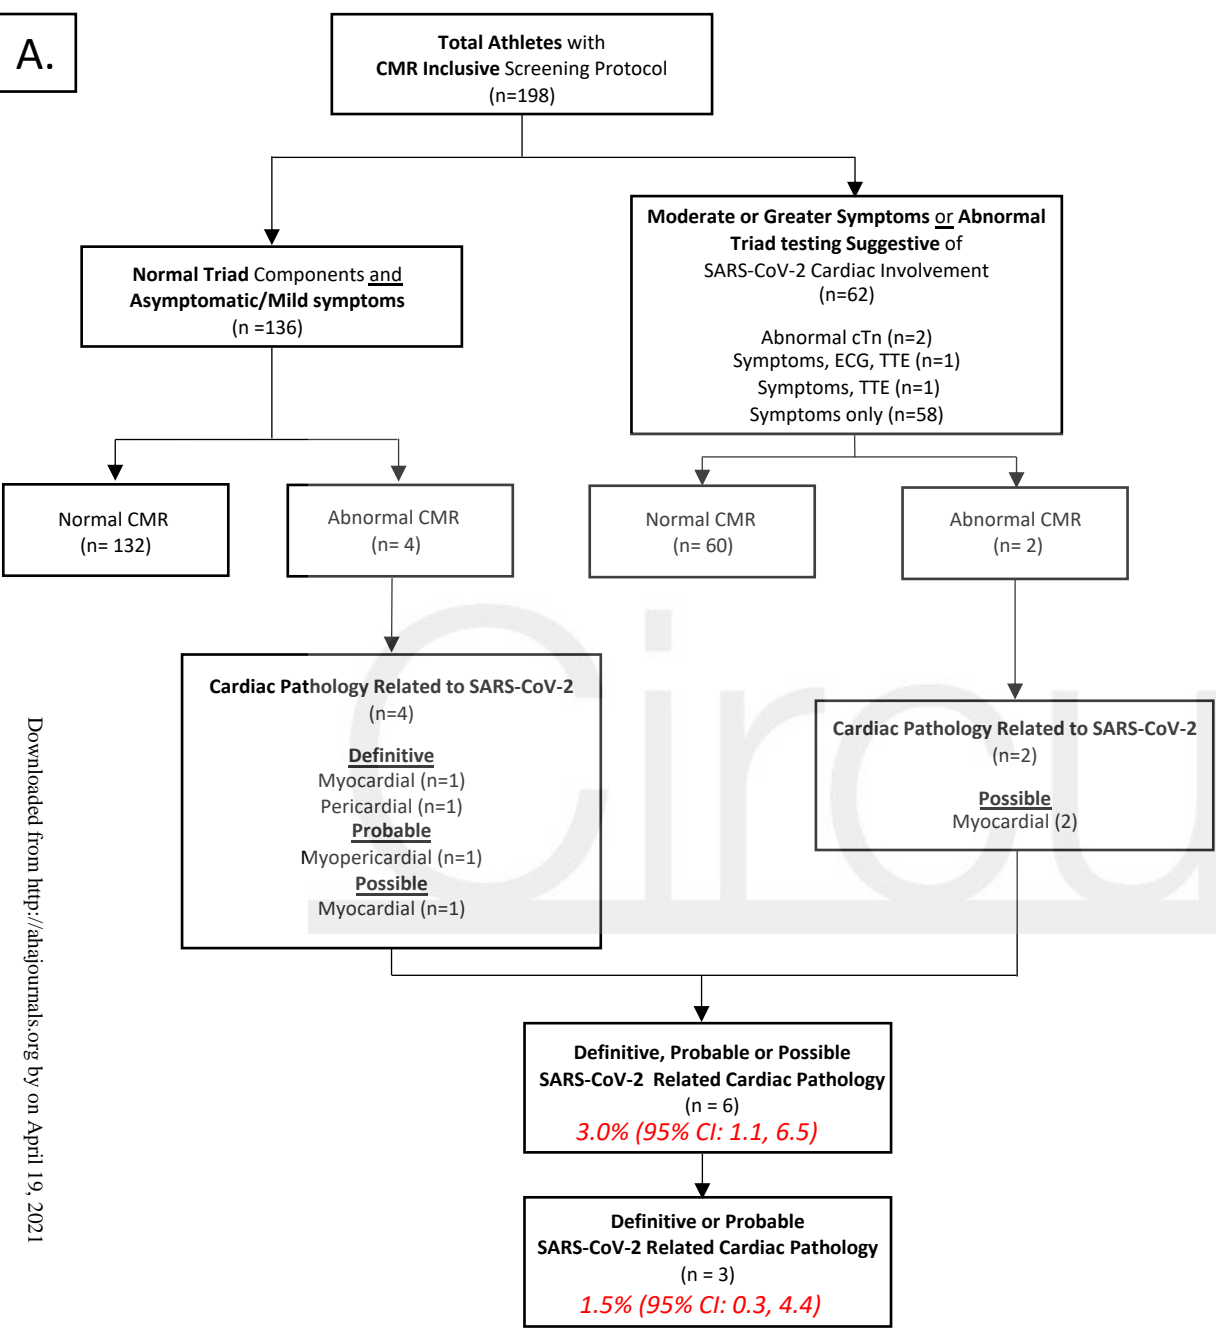 A.
Total Athletes with
CMR Inclusive Screening Protocol
(n=198)
Moderate or Greater Symptoms or Abnormal
Triad testing Suggestive of
SARS-CoV-2 Cardiac Involvement
(n=62)
Abnormal cTn (n=2)
Symptoms, ECG, TTE (n=1)
Symptoms, TTE (n=1)
Symptoms only (n=58)
Normal Triad Components and
Asymptomatic/Mild symptoms
(n =136)
Normal CMR
(n= 132)
Abnormal CMR
(n= 4)
Normal CMR
(n= 60)
Abnormal CMR
(n= 2)
Cardiac Pathology Related to SARS-CoV-2
(n=4)
Definitive
Myocardial (n=1)
Pericardial (n=1)
Probable
Myopericardial (n=1)
Possible
Myocardial (n=1)
Cardiac Pathology Related to SARS-CoV-2
(n=2)
Possible
Myocardial (2)
Definitive, Probable or Possible
SARS-CoV-2 Related Cardiac Pathology
(n = 6)
3.0% (95% CI: 1.1, 6.5)
Definitive or Probable
SARS-CoV-2 Related Cardiac Pathology
(n = 3)
1.5% (95% CI: 0.3, 4.4)
Circu
Downloaded from http://ahajournals.org by on April 19, 2021